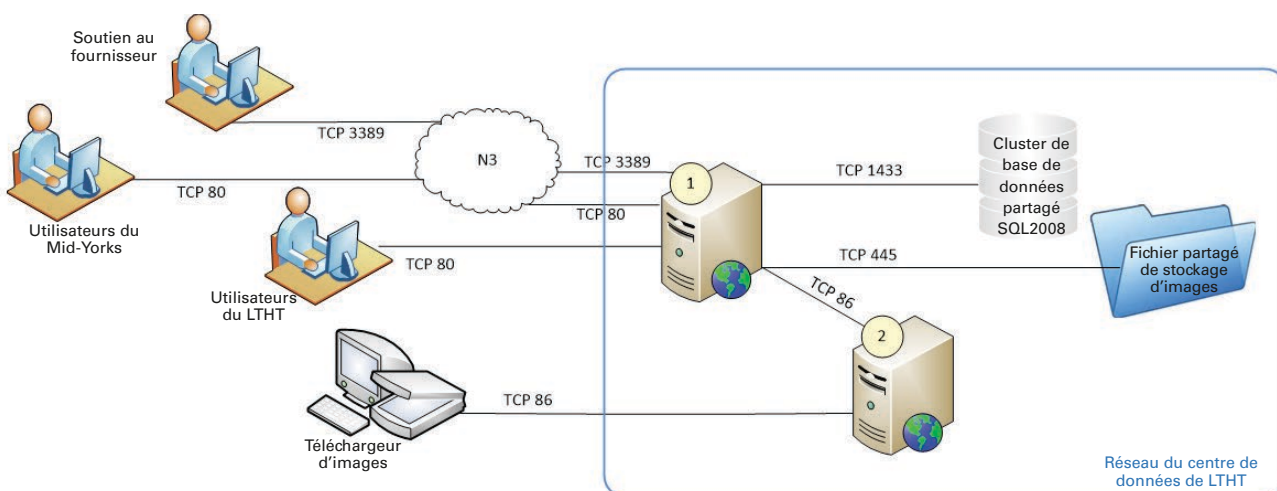 Soutien au
fournisseur
TCP 3389
N3
TCP 3389
1
TCP 1433
Cluster de
base de
données
partagé
SQL2008
TCP 80
Utilisateurs du
Mid-Yorks
TCP 80
TCP 80
Utilisateurs
du LTHT
TCP 445
Fichier partagé
de stockage
d'images
TCP 86
2
TCP 86
Téléchargeur
d'images
Réseau du centre de
données de LTHT